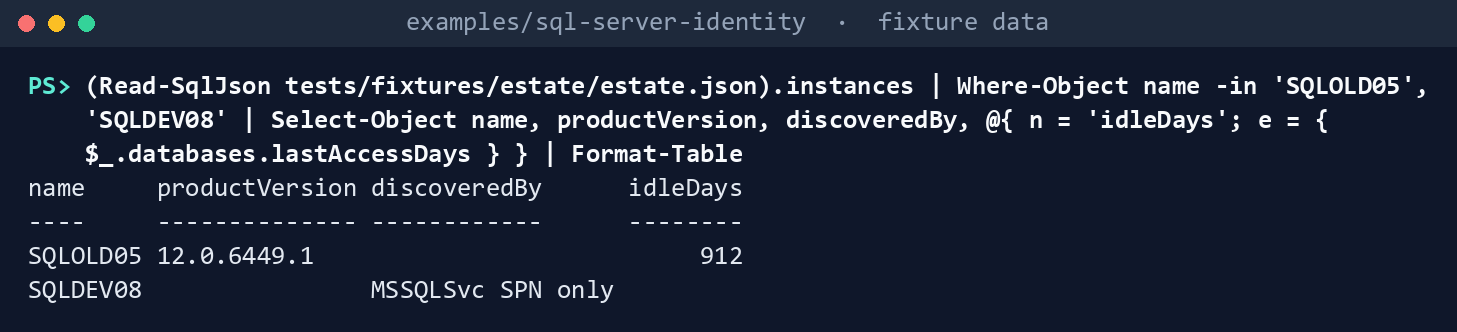 examples/sql-server-identity · fixture data
PS> (Read-SqlJson tests/fixtures/estate/estate.json).instances | Where-Object name -in 'SQLOLD05',
'SQLDEV08' | Select-Object name, productVersion, discoveredBy, @{ n = 'idleDays'; e = {
$_.databases.lastAccessDays } } | Format-Table
name     productVersion discoveredBy      idleDays
----     -------------- ------------      --------
SQLOLD05 12.0.6449.1                           912
SQLDEV08                MSSQLSvc SPN only